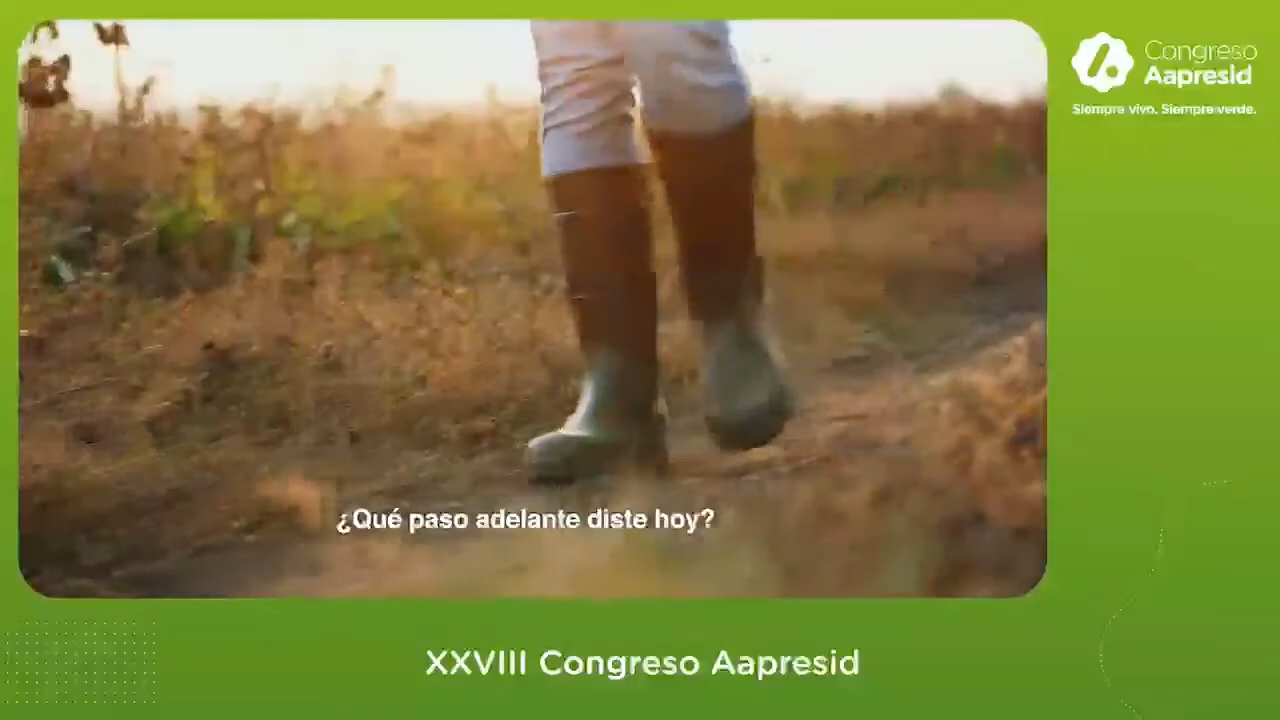 Congreso
Aapresid
Siempre vivo. Siempre verde.
¿Qué paso adelante diste hoy?
XXVIII Congreso Aapresid